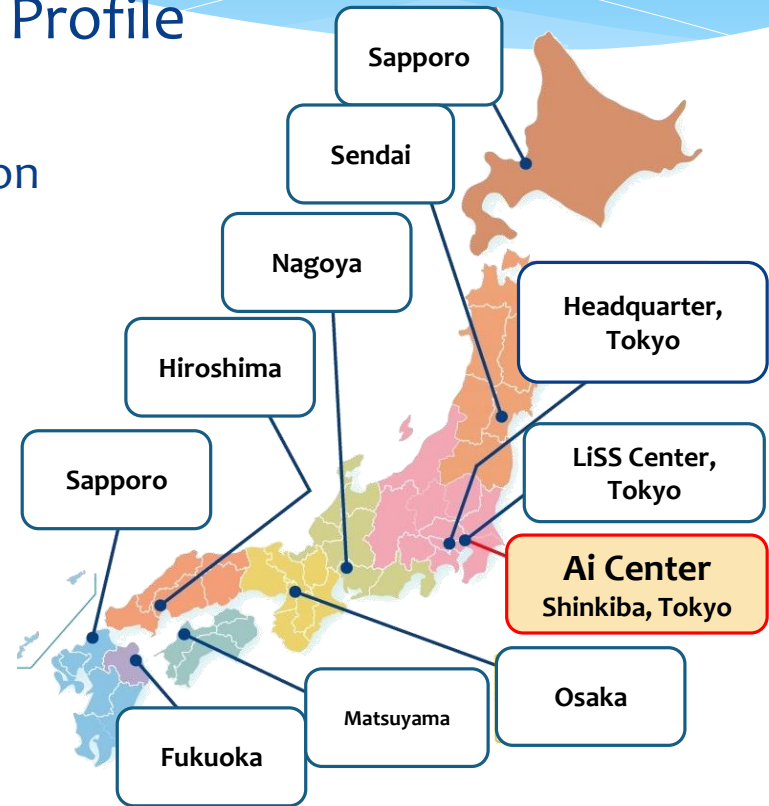 Profile
on
Sapporo
Sendai
Nagoya
Headquarter,
Tokyo
Hiroshima
LiSS Center,
Tokyo
Sapporo
Ai Center
Shinkiba, Tokyo
Osaka
Matsuyama
Fukuoka